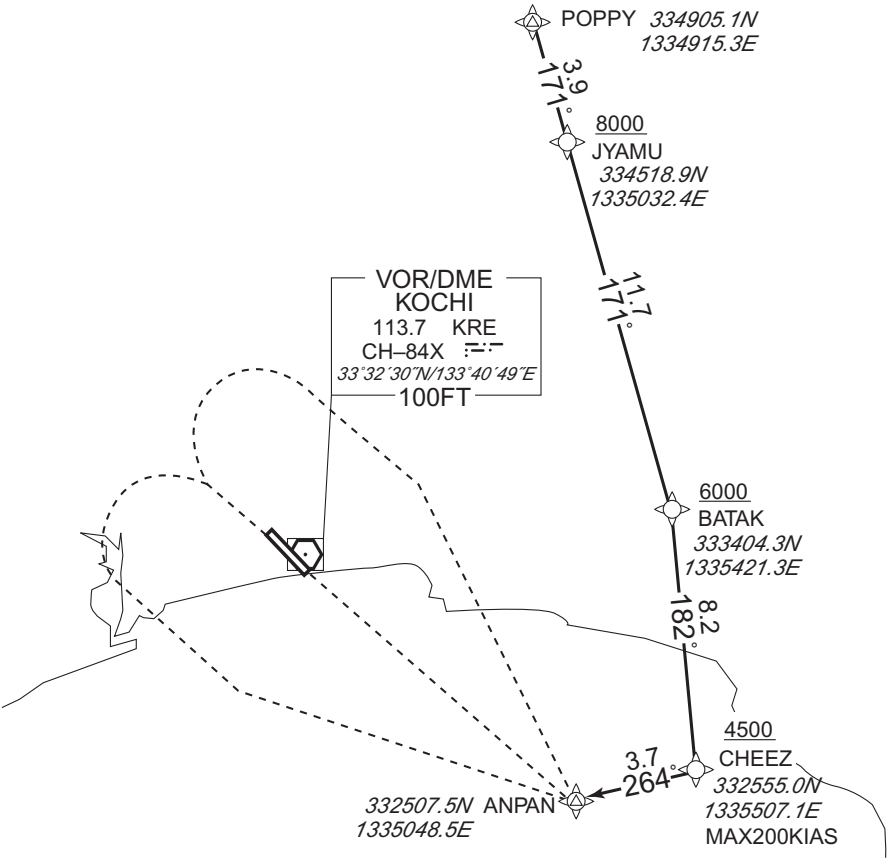 POPPY 334905.1N
1334915.3E
3.9
171°
8000
JYAMU
334518.9N
1335032.4E
11.7
171°
VOR/DME
KOCHI
113.7 KRE
CH–84X
33°32´30˝N/133°40´49˝E
100FT
6000
BATAK
333404.3N
1335421.3E
8.2
182°
4500
CHEEZ
332555.0N
1335507.1E
MAX200KIAS
3.7
264°
332507.5N ANPAN
1335048.5E